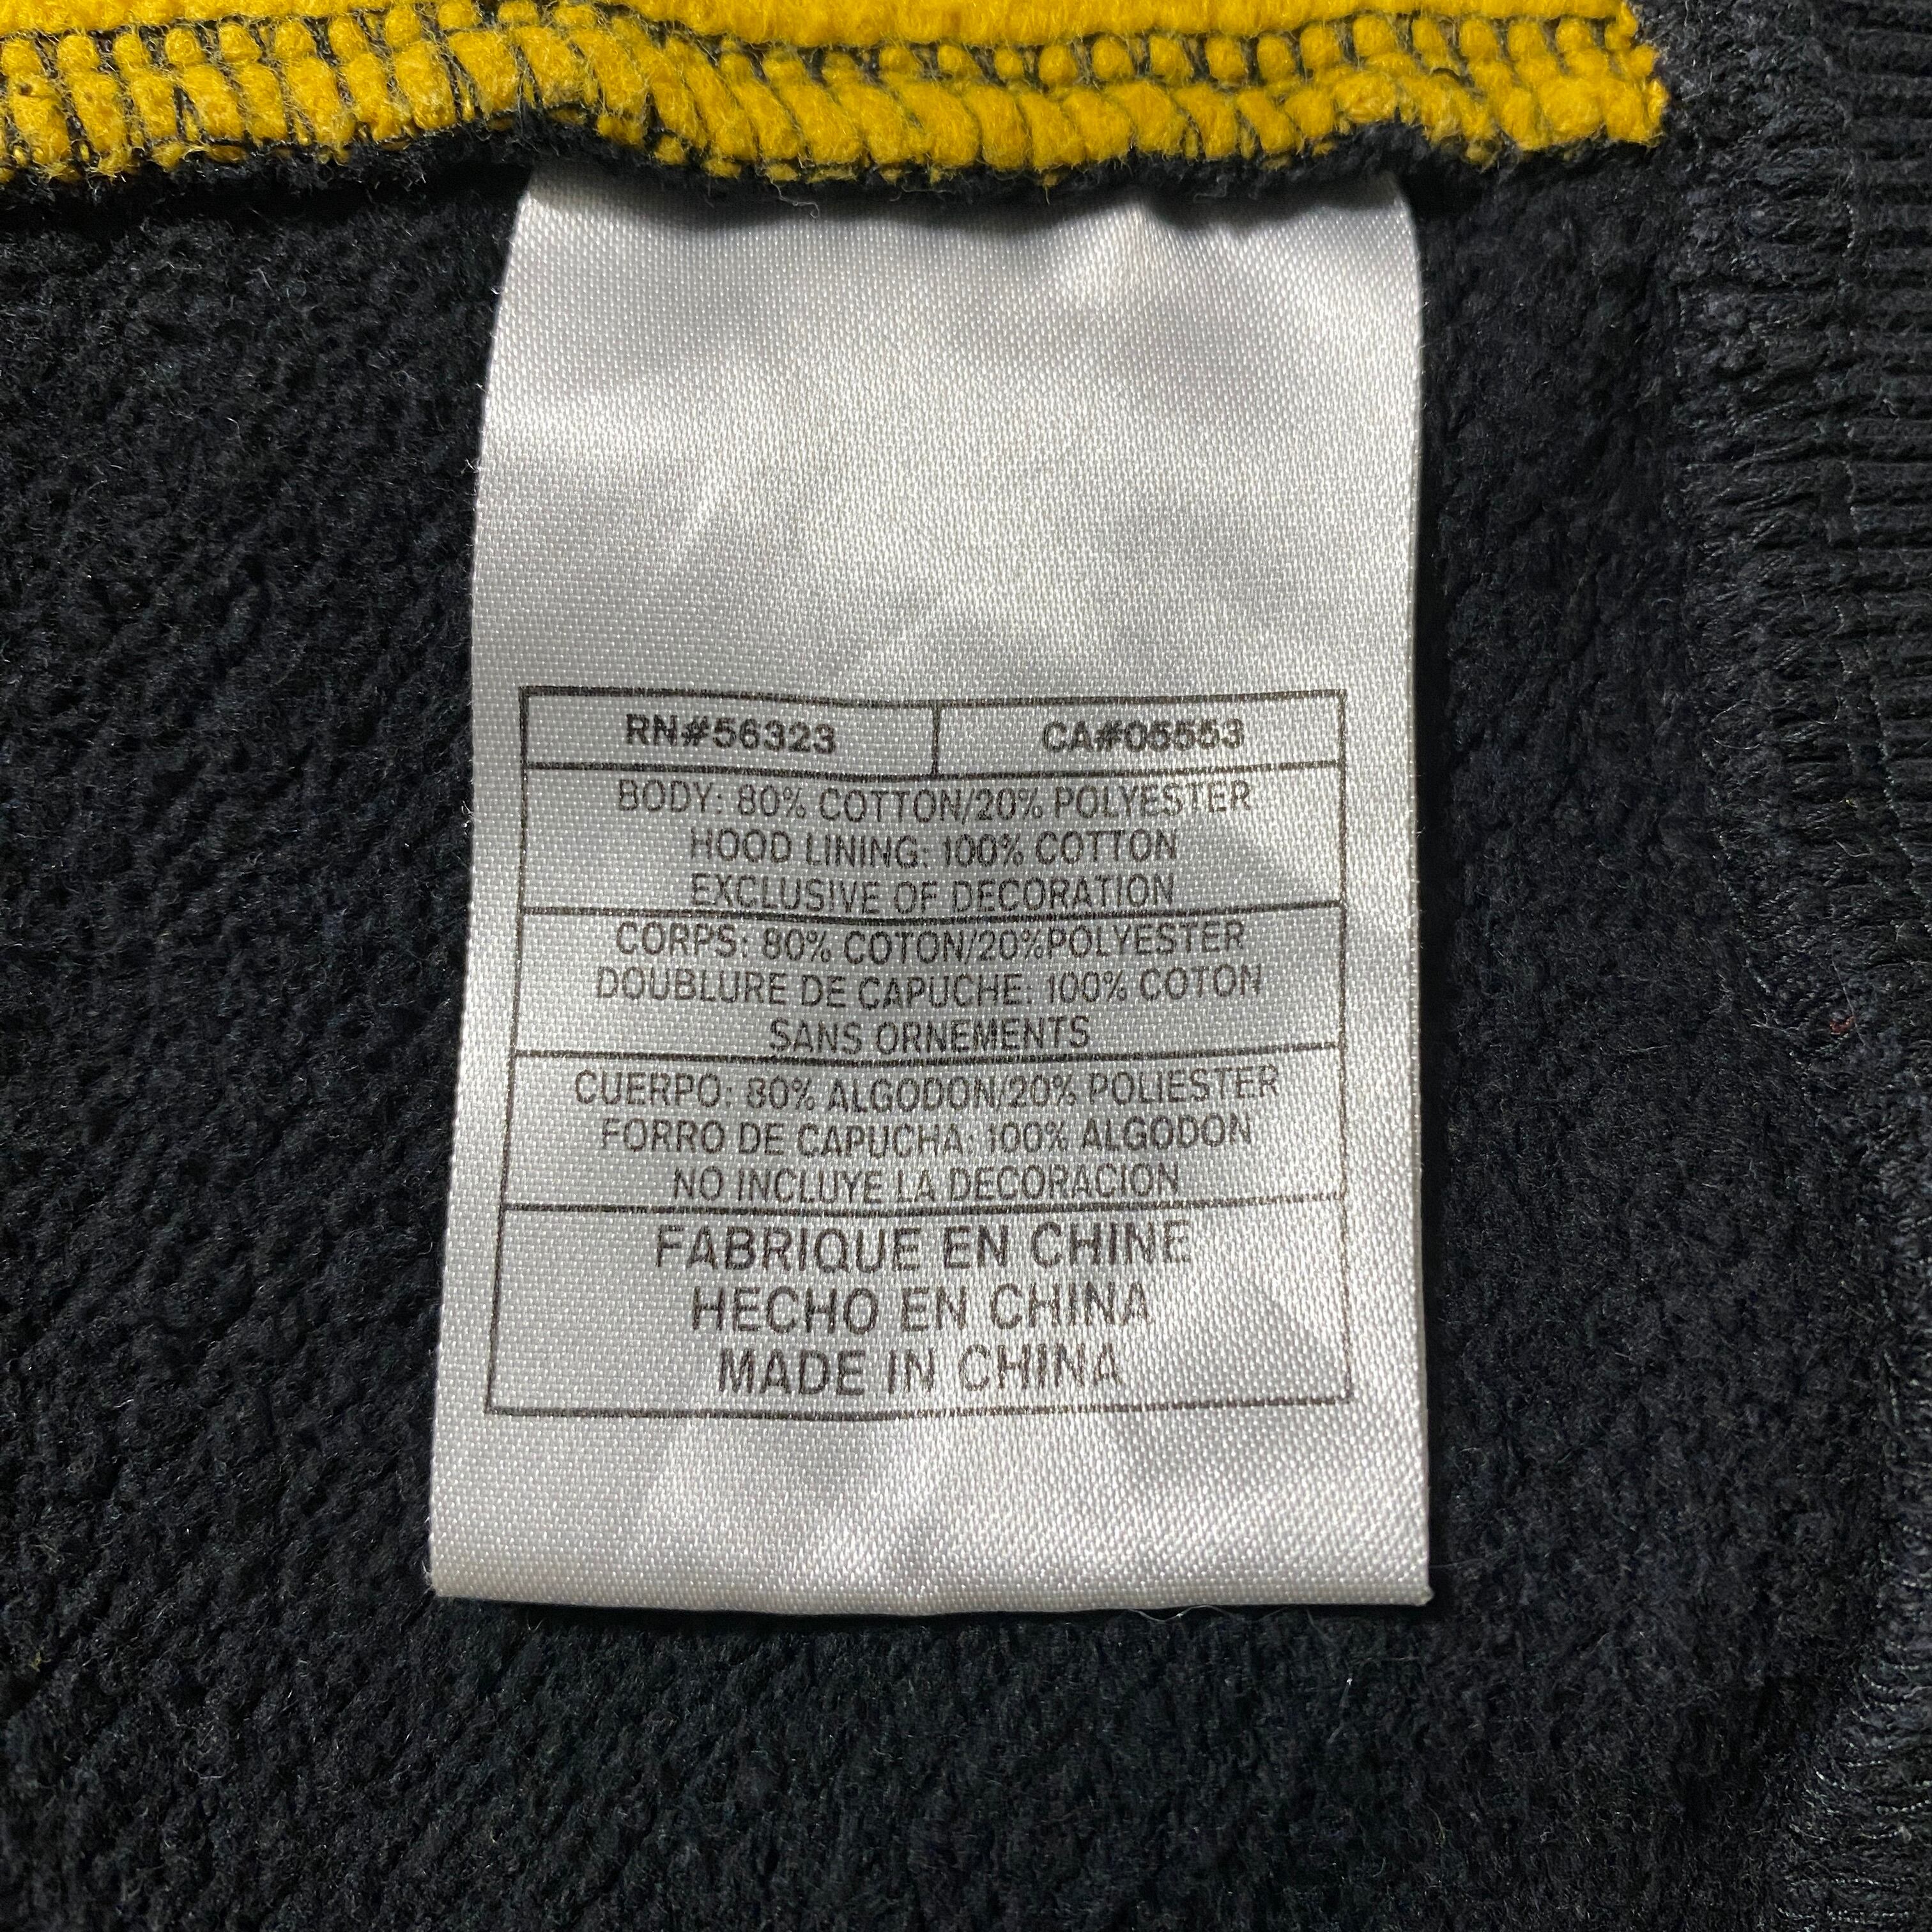 RN#56323 CA#05553
BODY: 80% COTTON/20% POLYESTER
HOOD LINING: 100% COTTON
EXCLUSIVE OF DECORATION
CORPS: 80% COTON/20%POLYESTER
DOUBLURE DE CAPUCHE: 100% COTON
SANS ORNEMENTS
CUERPO: 80% ALGODON/20% POLIESTER
FORRO DE CAPUCHA: 100% ALGODON
NO INCLUYE LA DECORACION
FABRIQUE EN CHINE
HECHO EN CHINA
MADE IN CHINA